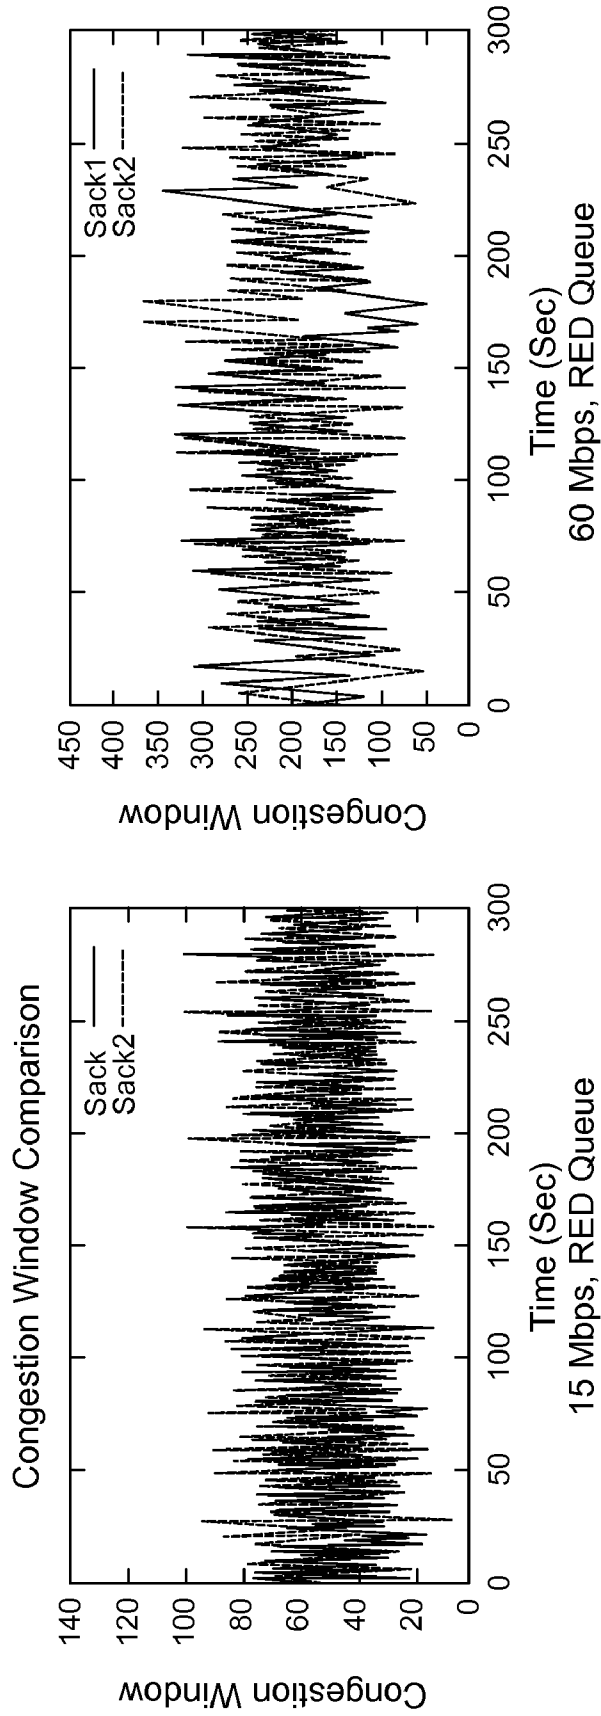 Congestion Window Comparison
Congestion Window
140
120
100
80
60
40
20
0
Sack
Sack2
0
50
100
150
200
250
300
Time (Sec)
15 Mbps, RED Queue
Congestion Window
450
400
350
300
250
200
150
100
50
0
Sack1
Sack2
0
50
100
150
200
250
300
Time (Sec)
60 Mbps, RED Queue